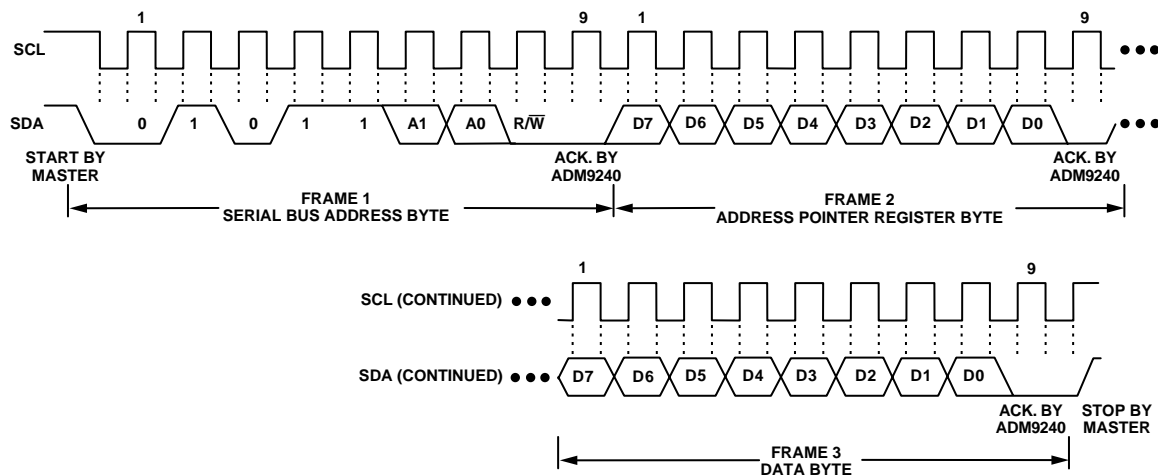 1 9 1 9
SCL
SDA 0 1 0 1 1 A1 A0 R/W̅ D7 D6 D5 D4 D3 D2 D1 D0
START BY
MASTER
ACK. BY
ADM9240
ACK. BY
ADM9240
FRAME 1
SERIAL BUS ADDRESS BYTE
FRAME 2
ADDRESS POINTER REGISTER BYTE
1 9
SCL (CONTINUED)
SDA (CONTINUED) D7 D6 D5 D4 D3 D2 D1 D0
ACK. BY
ADM9240
STOP BY
MASTER
FRAME 3
DATA BYTE